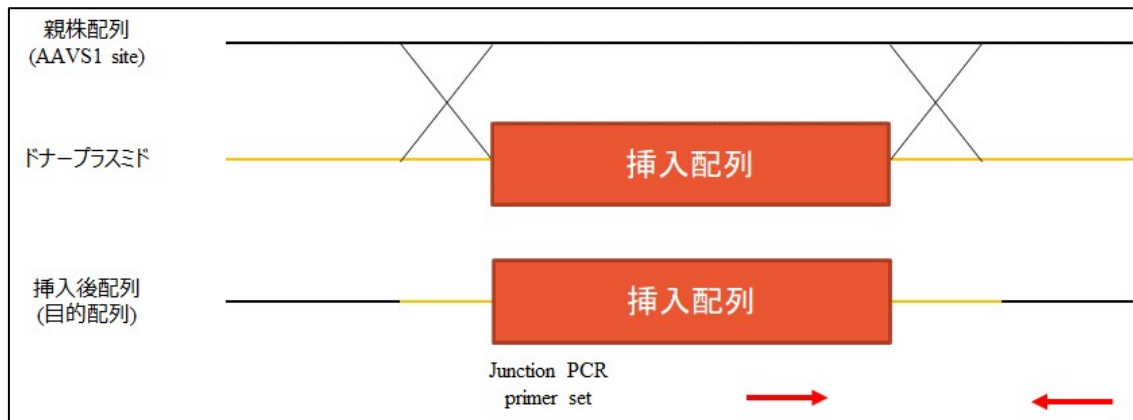 親株配列
(AAVS1 site)
ドナープラスミド
挿入配列
挿入後配列
(目的配列)
挿入配列
Junction PCR
primer set